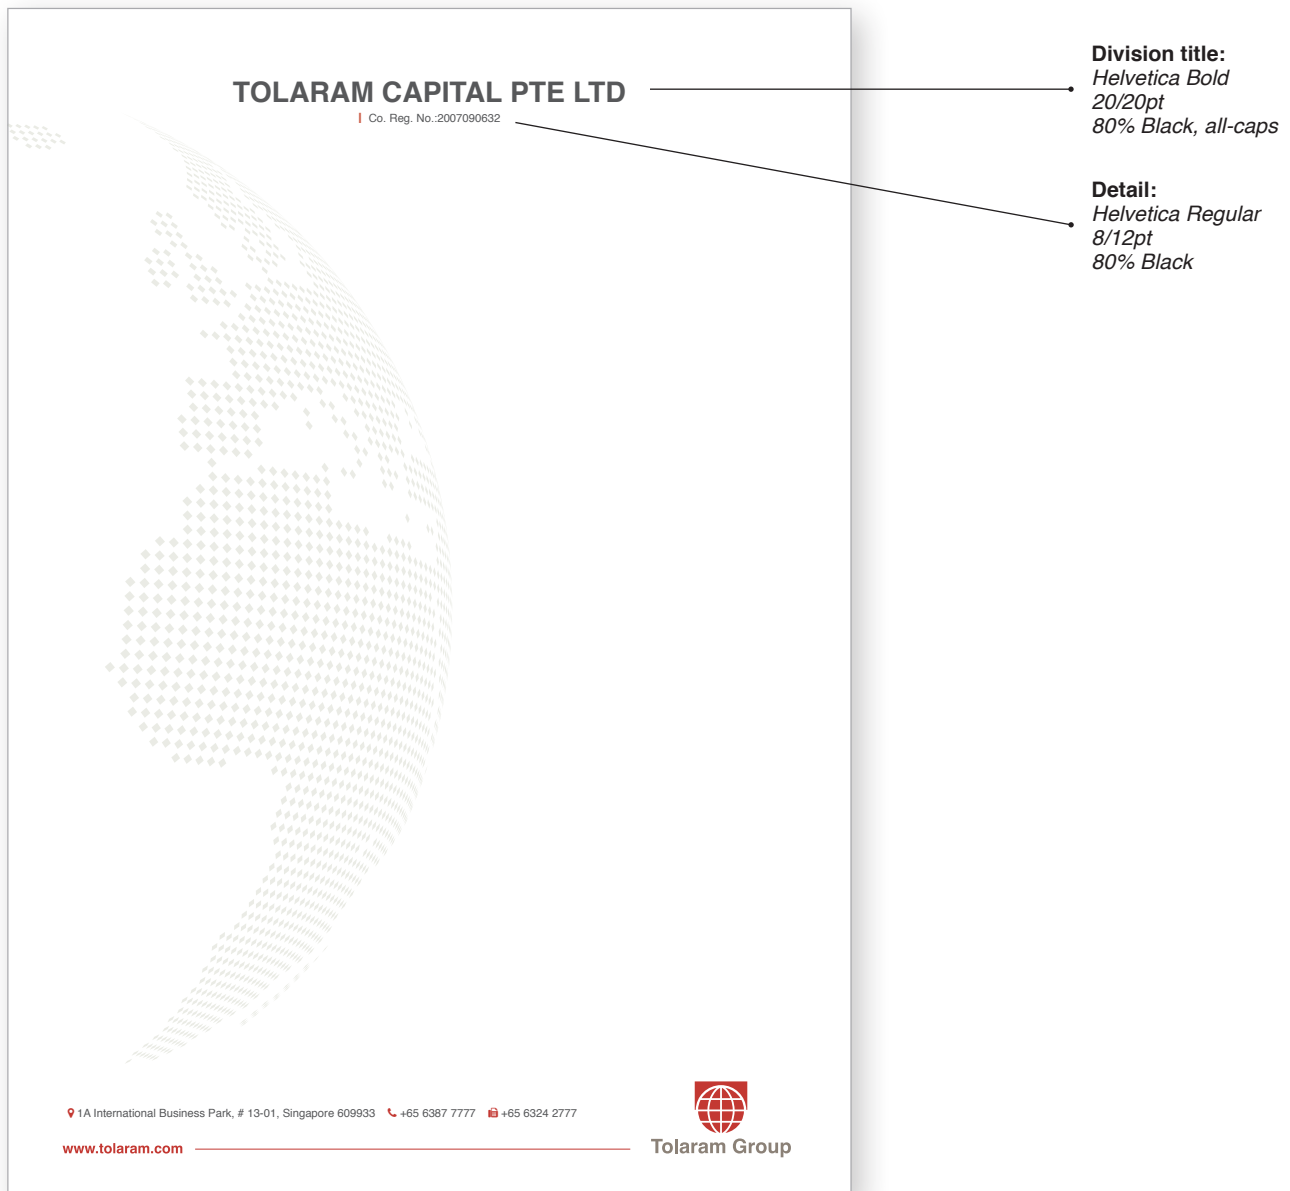 TOLARAM CAPITAL PTE LTD
| Co. Reg. No.:2007090632
Division title:
Helvetica Bold
20/20pt
80% Black, all-caps
Detail:
Helvetica Regular
8/12pt
80% Black
1A International Business Park, # 13-01, Singapore 609933 +65 6387 7777 +65 6324 2777
www.tolaram.com
Tolaram Group